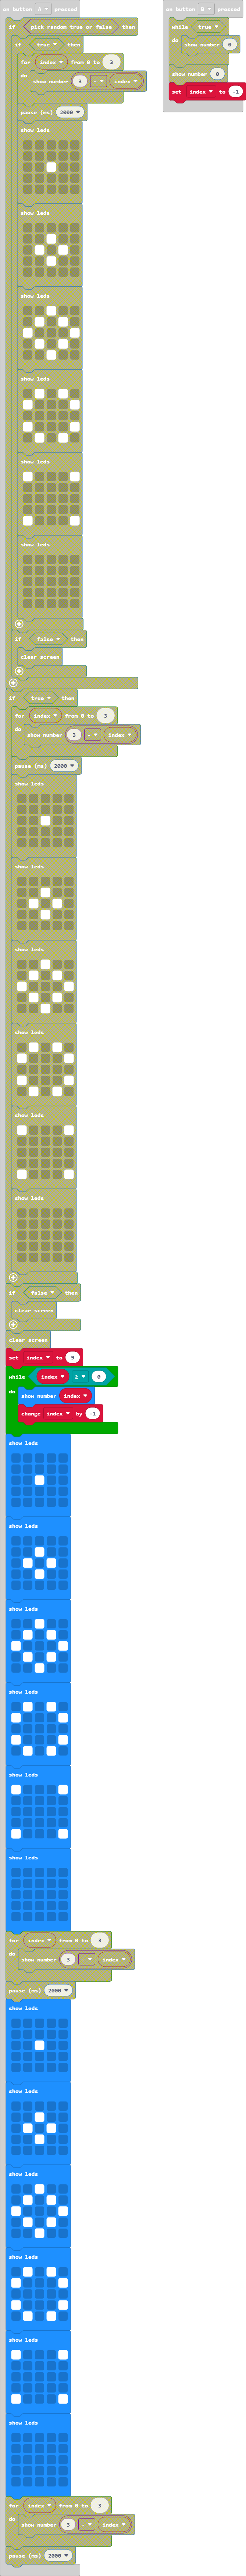 on button A pressed
if pick random true or false then
if true then
for index from 0 to 3
do show number 3 - index
pause (ms) 2000
show leds
show leds
show leds
show leds
show leds
show leds
if false then
clear screen
if true then
for index from 0 to 3
do show number 3 - index
pause (ms) 2000
show leds
show leds
show leds
show leds
show leds
show leds
if false then
clear screen
clear screen
set index to 9
while index ≥ 0
do show number index
change index by -1
show leds
show leds
show leds
show leds
show leds
show leds
for index from 0 to 3
do show number 3 - index
pause (ms) 2000
show leds
show leds
show leds
show leds
show leds
show leds
for index from 0 to 3
do show number 3 - index
pause (ms) 2000
on button B pressed
while true
do show number 0
show number 0
set index to -1